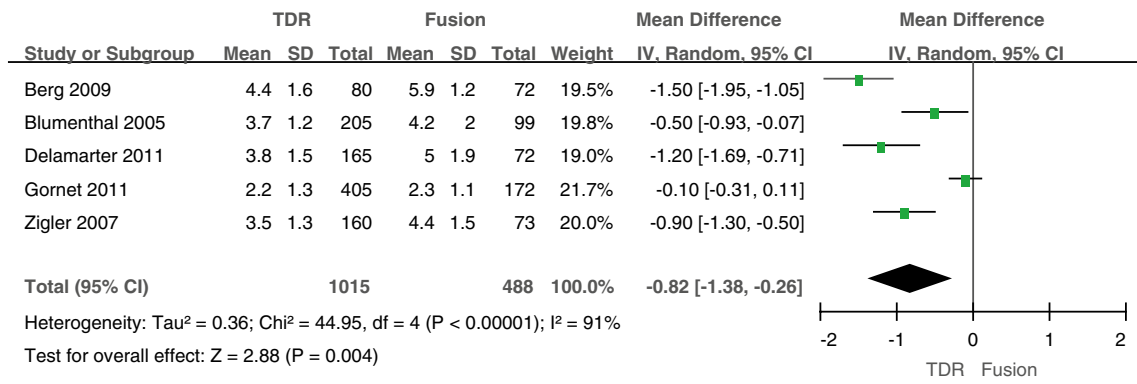 TDR Fusion Mean Difference Mean Difference
Study or Subgroup Mean SD Total Mean SD Total Weight IV, Random, 95% CI IV, Random, 95% CI
Berg 2009 4.4 1.6 80 5.9 1.2 72 19.5% -1.50 [-1.95, -1.05]
Blumenthal 2005 3.7 1.2 205 4.2 2 99 19.8% -0.50 [-0.93, -0.07]
Delamarter 2011 3.8 1.5 165 5 1.9 72 19.0% -1.20 [-1.69, -0.71]
Gornet 2011 2.2 1.3 405 2.3 1.1 172 21.7% -0.10 [-0.31, 0.11]
Zigler 2007 3.5 1.3 160 4.4 1.5 73 20.0% -0.90 [-1.30, -0.50]
Total (95% CI) 1015 488 100.0% -0.82 [-1.38, -0.26]
Heterogeneity: Tau² = 0.36; Chi² = 44.95, df = 4 (P < 0.00001); I² = 91%
Test for overall effect: Z = 2.88 (P = 0.004)
-2 -1 0 1 2
TDR Fusion